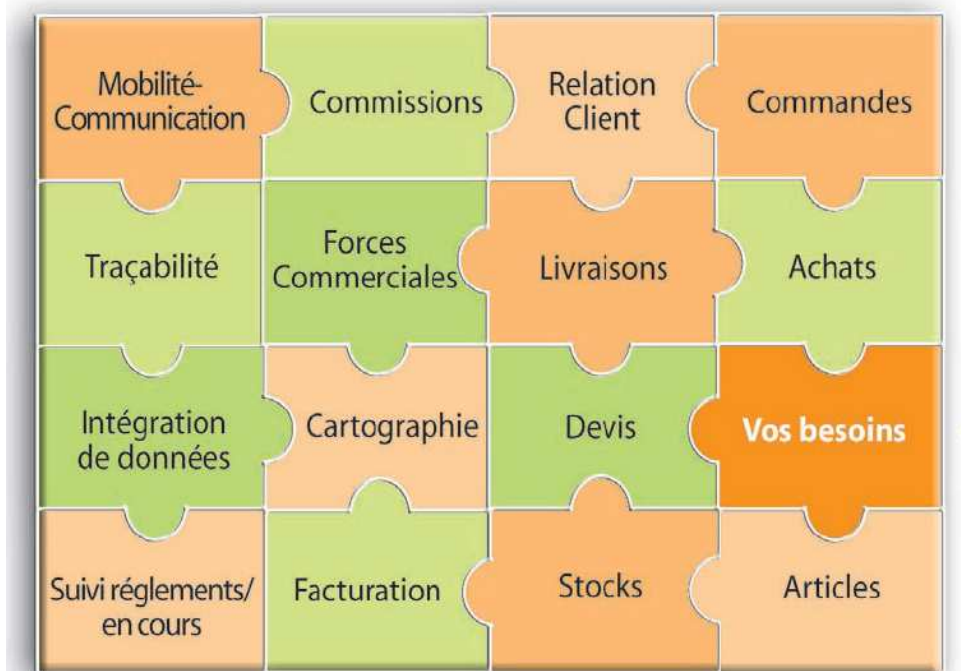 Mobilité-
Communication
Commissions
Relation
Client
Commandes
Traçabilité
Forces
Commerciales
Livraisons
Achats
Intégration
de données
Cartographie
Devis
Vos besoins
Suivi réglements/
en cours
Facturation
Stocks
Articles